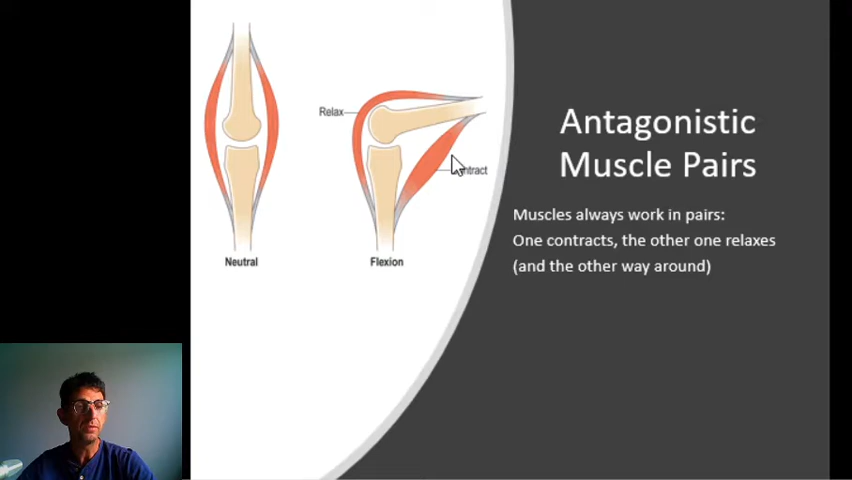 Antagonistic
Muscle Pairs
Muscles always work in pairs:
One contracts, the other one relaxes
(and the other way around)
Relax
Neutral
Flexion